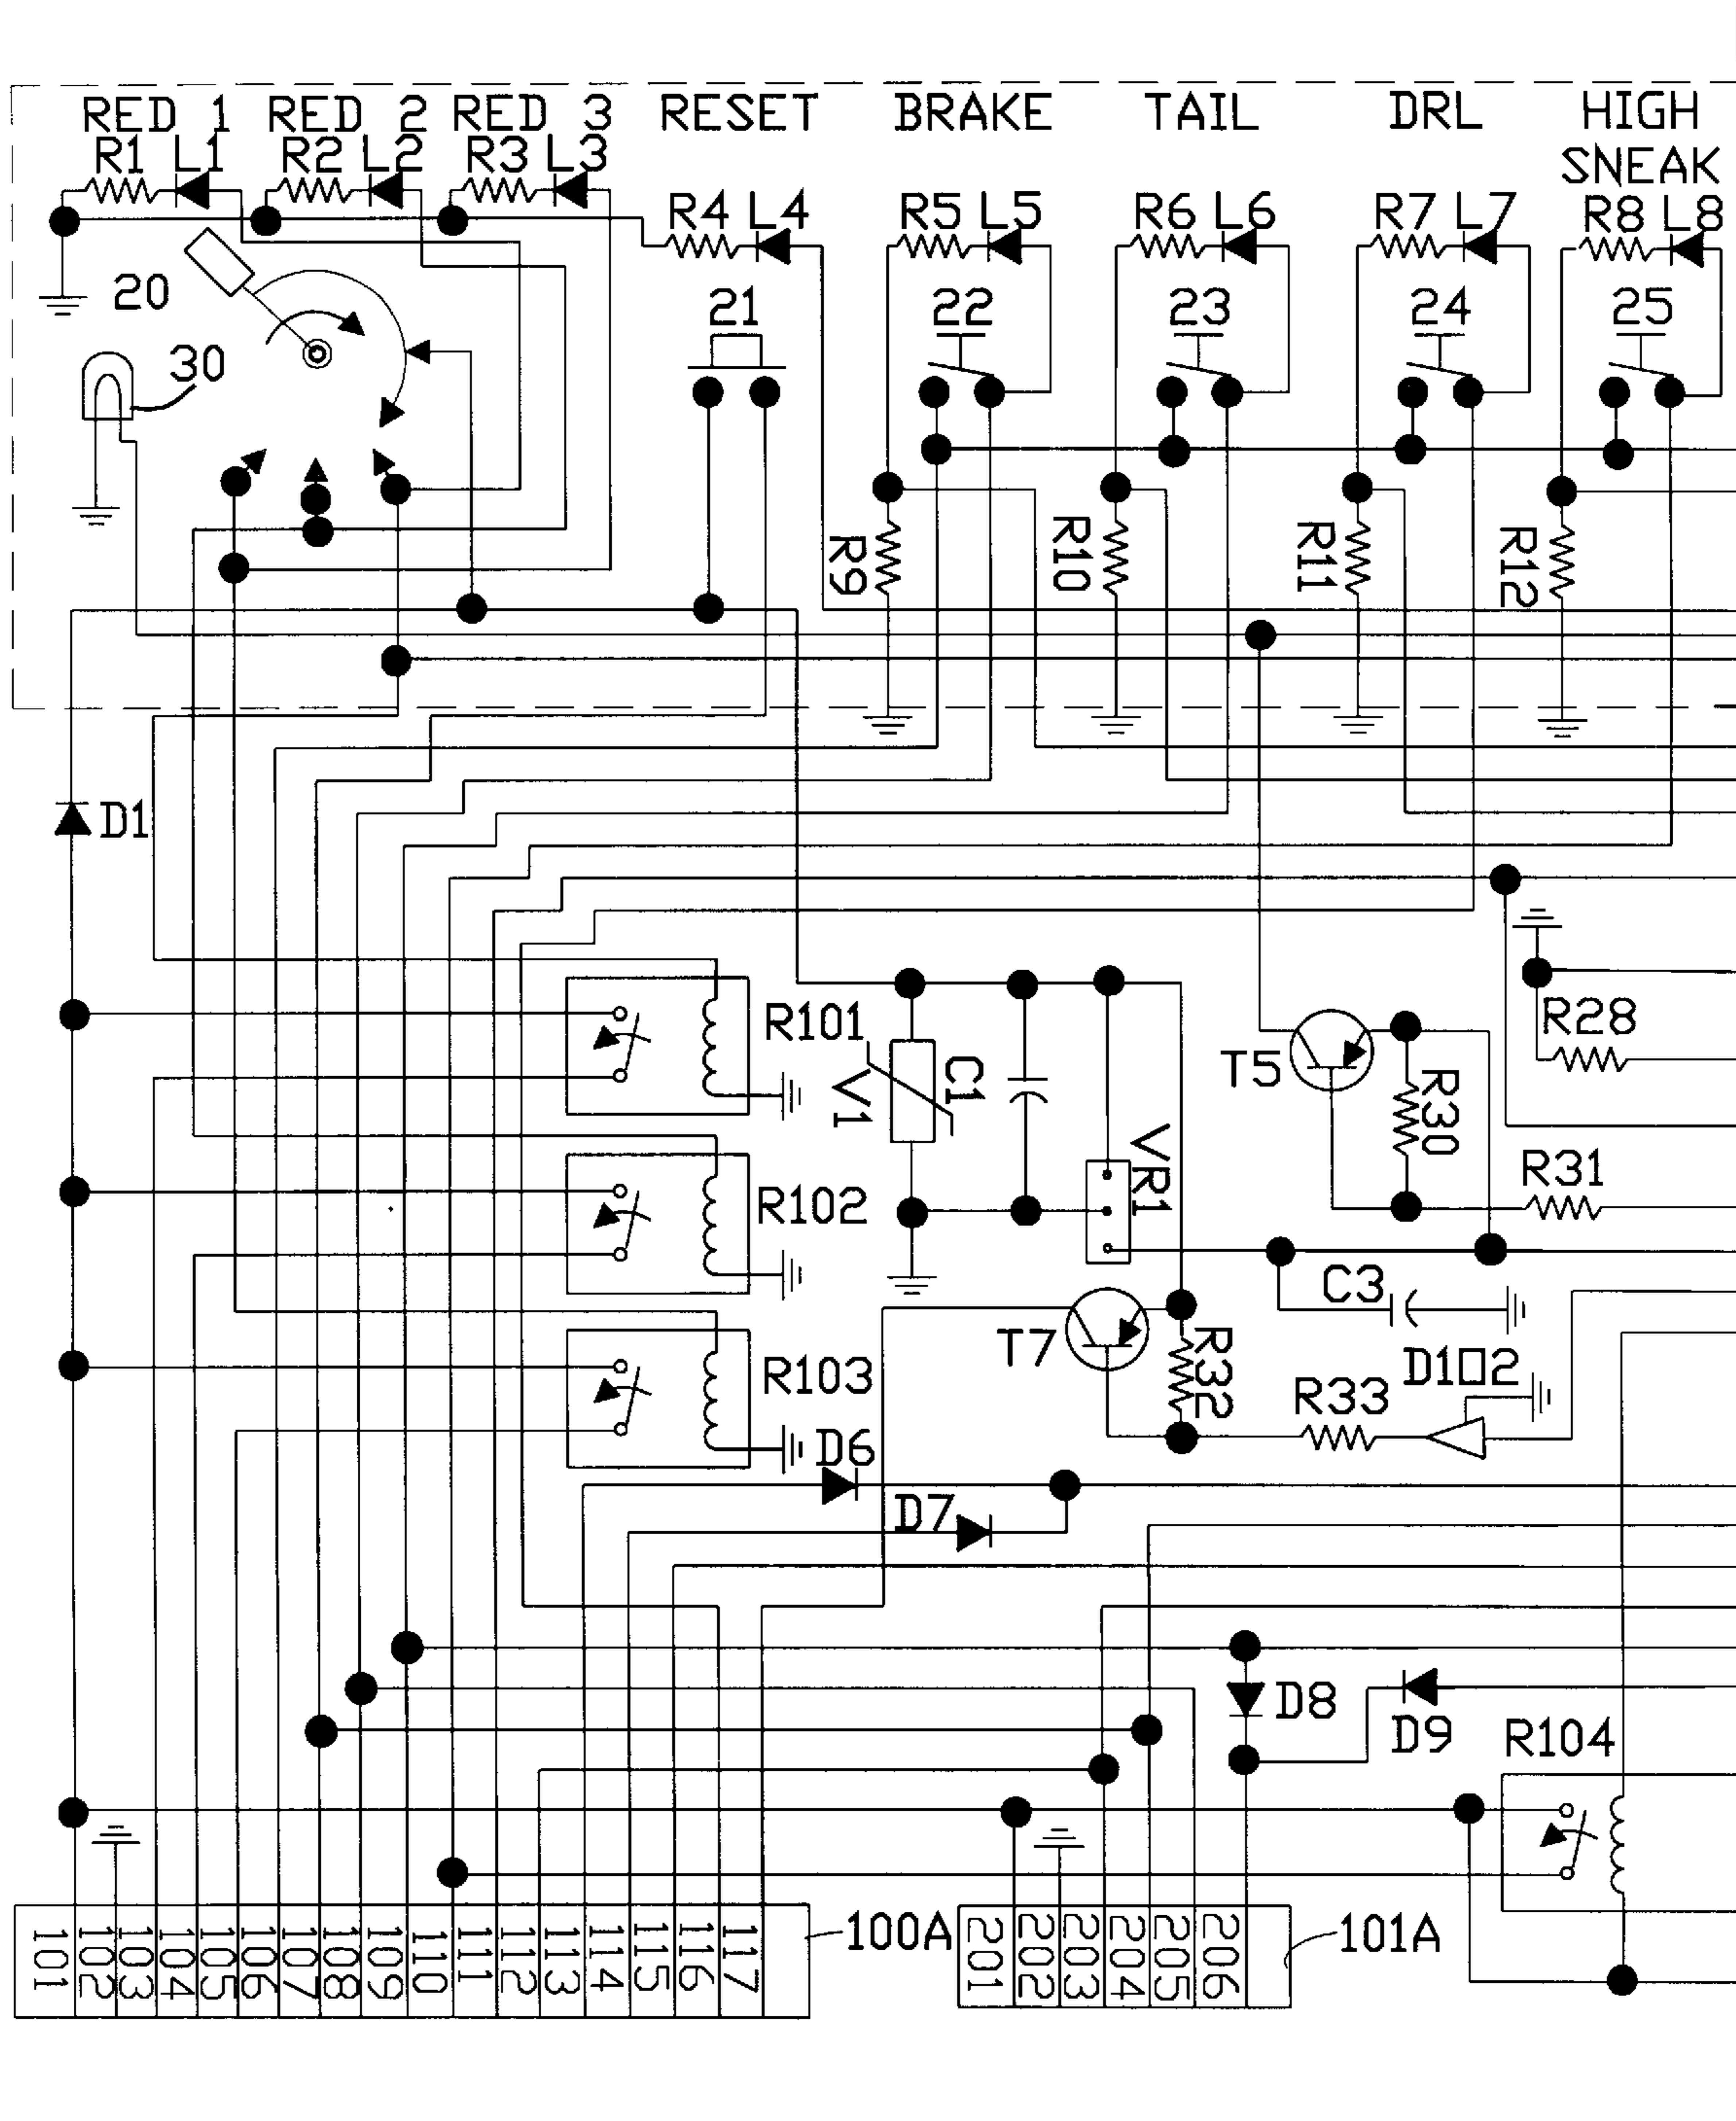 RED 1 RED 2 RED 3 RESET BRAKE TAIL DRL HIGH
R1 L1 R2 L2 R3 L3 SNEAK
R4 L4 R5 L5 R6 L6 R7 L7 R8 L8
20 21 22 23 24 25
30
R9 R10 R11 R12
D1
R101 V1 C1 T5 R30 R28
R102 VR1 R31
C3
R103 T7 R32 R33 D102
D6
D7
D8 D9 R104
101 102 103 104 105 106 107 108 109 110 111 112 113 114 115 116 117 100A 201 202 203 204 205 206 101A